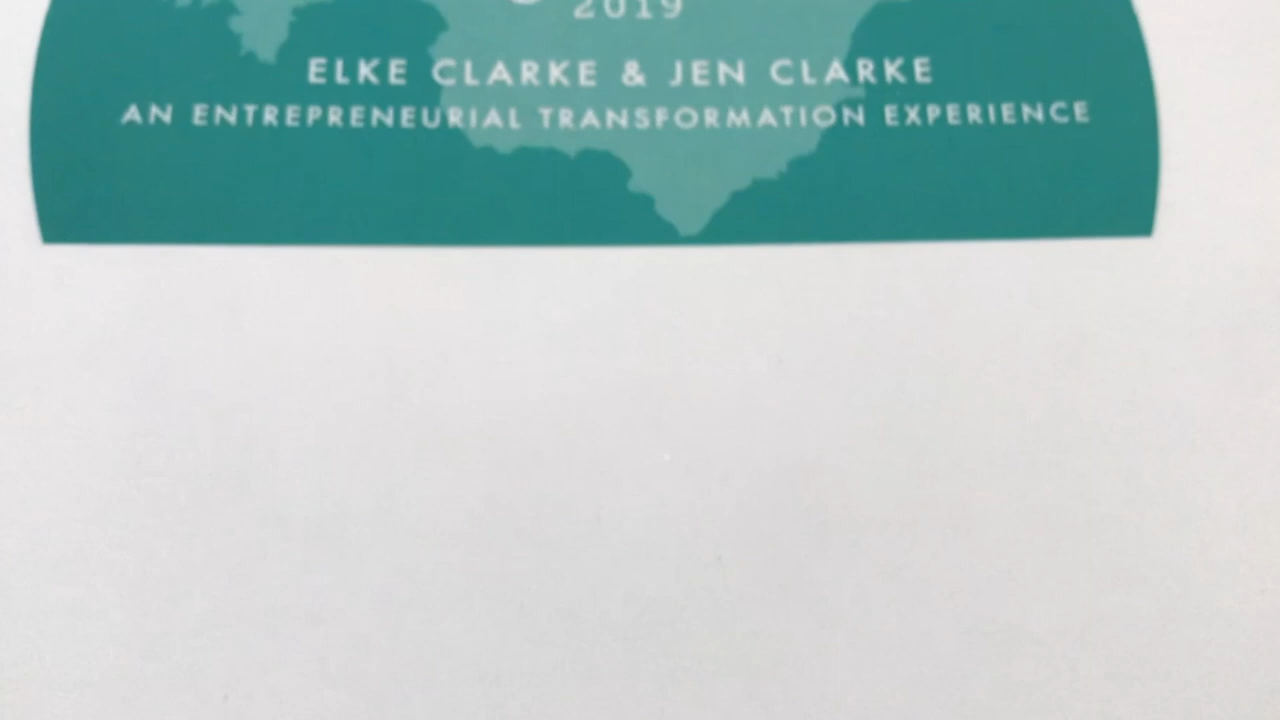 2019
ELKE CLARKE & JEN CLARKE
AN ENTREPRENEURIAL TRANSFORMATION EXPERIENCE